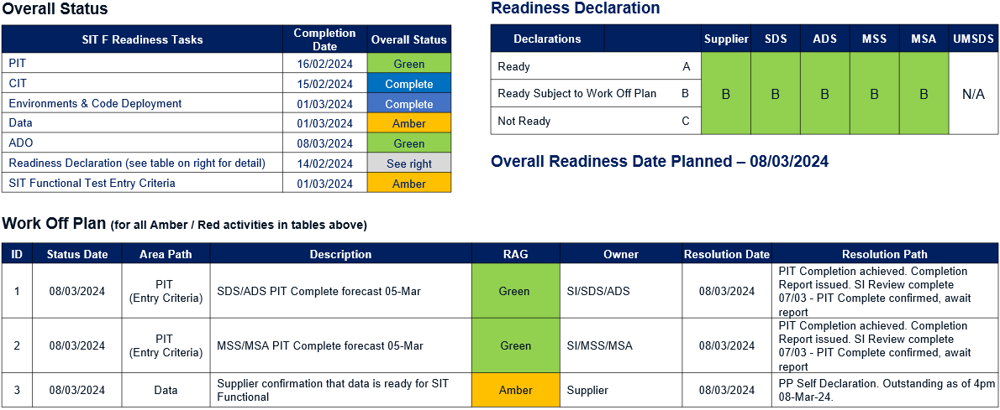 Overall Status
SIT F Readiness Tasks Completion Date Overall Status
PIT 16/02/2024 Green
CIT 15/02/2024 Complete
Environments & Code Deployment 01/03/2024 Complete
Data 01/03/2024 Amber
ADO 08/03/2024 Green
Readiness Declaration (see table on right for detail) 14/02/2024 See right
SIT Functional Test Entry Criteria 01/03/2024 Amber
Readiness Declaration
Declarations Supplier SDS ADS MSS MSA UMSDS
Ready A
Ready Subject to Work Off Plan B B B B B B N/A
Not Ready C
Overall Readiness Date Planned – 08/03/2024
Work Off Plan (for all Amber / Red activities in tables above)
ID Status Date Area Path Description RAG Owner Resolution Date Resolution Path
1 08/03/2024 PIT
(Entry Criteria)
SDS/ADS PIT Complete forecast 05-Mar Green SI/SDS/ADS 08/03/2024
PIT Completion achieved. Completion
Report issued. SI Review complete
07/03 - PIT Complete confirmed, await
report
2 08/03/2024 PIT
(Entry Criteria)
MSS/MSA PIT Complete forecast 05-Mar Green SI/MSS/MSA 08/03/2024
PIT Completion achieved. Completion
Report issued. SI Review complete
07/03 - PIT Complete confirmed, await
report
3 08/03/2024 Data
Supplier confirmation that data is ready for SIT
Functional
Amber Supplier 08/03/2024
PP Self Declaration. Outstanding as of 4pm
08-Mar-24.